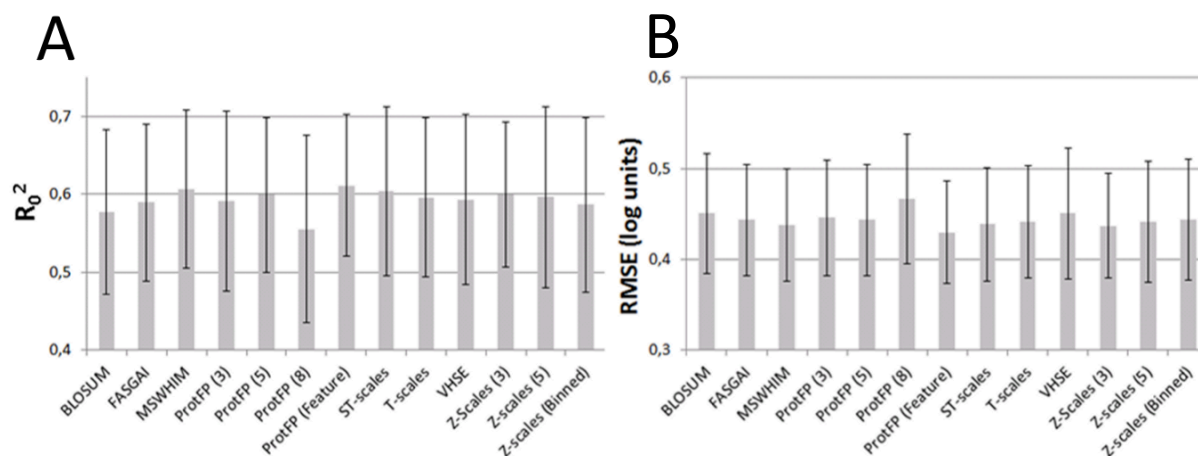 A
R₀²
0,7
0,6
0,5
0,4
BLOSUM
FASGAI
MSWHIM
ProtFP (3)
ProtFP (5)
ProtFP (8)
ProtFP (Feature)
ST-scales
T-scales
VHSE
Z-Scales (3)
Z-scales (5)
Z-scales (Binned)
B
RMSE (log units)
0,6
0,5
0,4
0,3
BLOSUM
FASGAI
MSWHIM
ProtFP (3)
ProtFP (5)
ProtFP (8)
ProtFP (Feature)
ST-scales
T-scales
VHSE
Z-Scales (3)
Z-scales (5)
Z-scales (Binned)